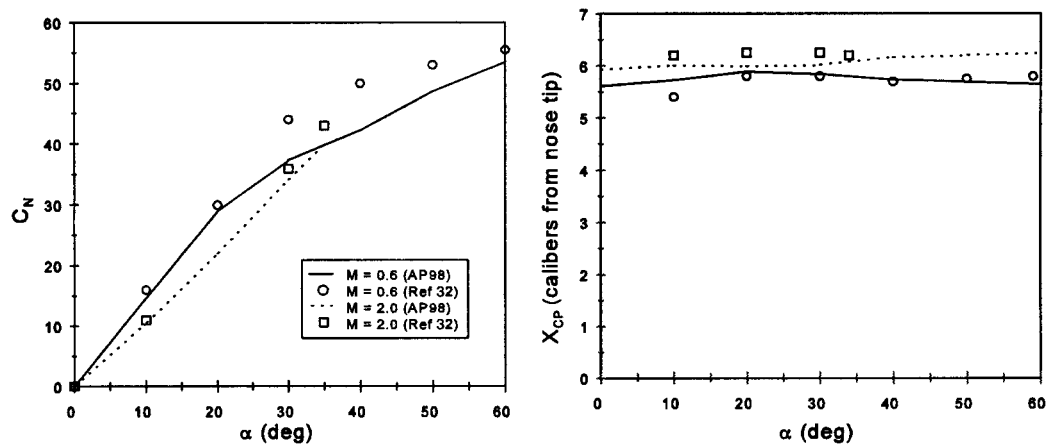 60
50
40
30
20
10
0
C_N
0 10 20 30 40 50 60
α (deg)
M = 0.6 (AP98)
M = 0.6 (Ref 32)
M = 2.0 (AP98)
M = 2.0 (Ref 32)
7
6
5
4
3
2
1
0
X_CP (calibers from nose tip)
0 10 20 30 40 50 60
α (deg)